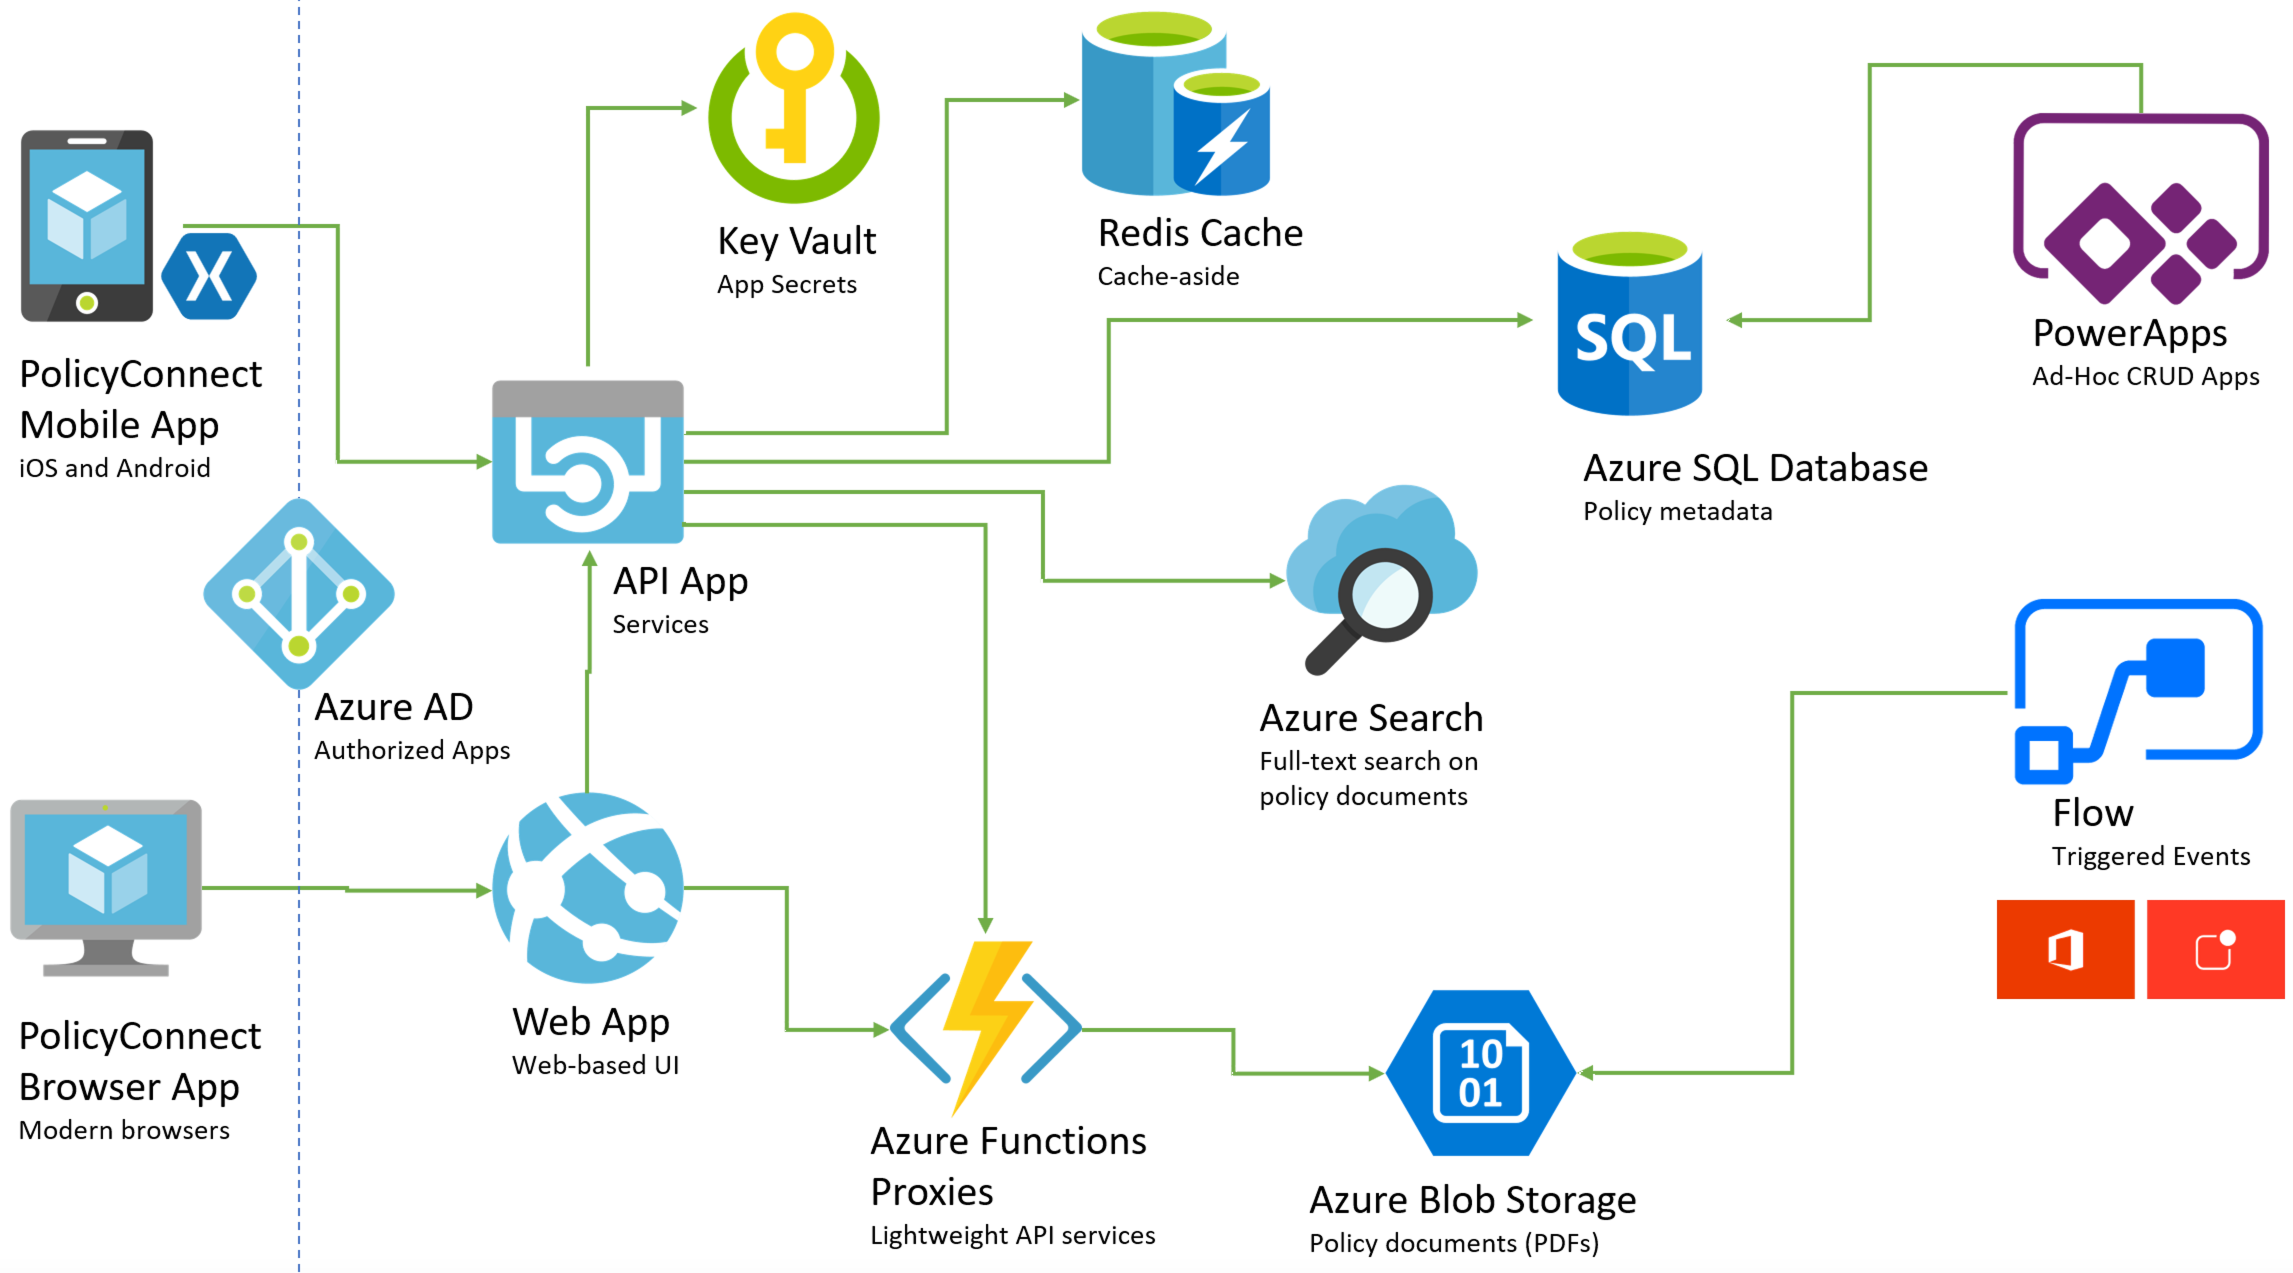 Key Vault
App Secrets
Redis Cache
Cache-aside
SQL
PowerApps
Ad-Hoc CRUD Apps
X
PolicyConnect
Mobile App
iOS and Android
Azure SQL Database
Policy metadata
API App
Services
Azure AD
Authorized Apps
Azure Search
Full-text search on
policy documents
Flow
Triggered Events
PolicyConnect
Browser App
Modern browsers
Web App
Web-based UI
10
01
Azure Functions
Proxies
Lightweight API services
Azure Blob Storage
Policy documents (PDFs)